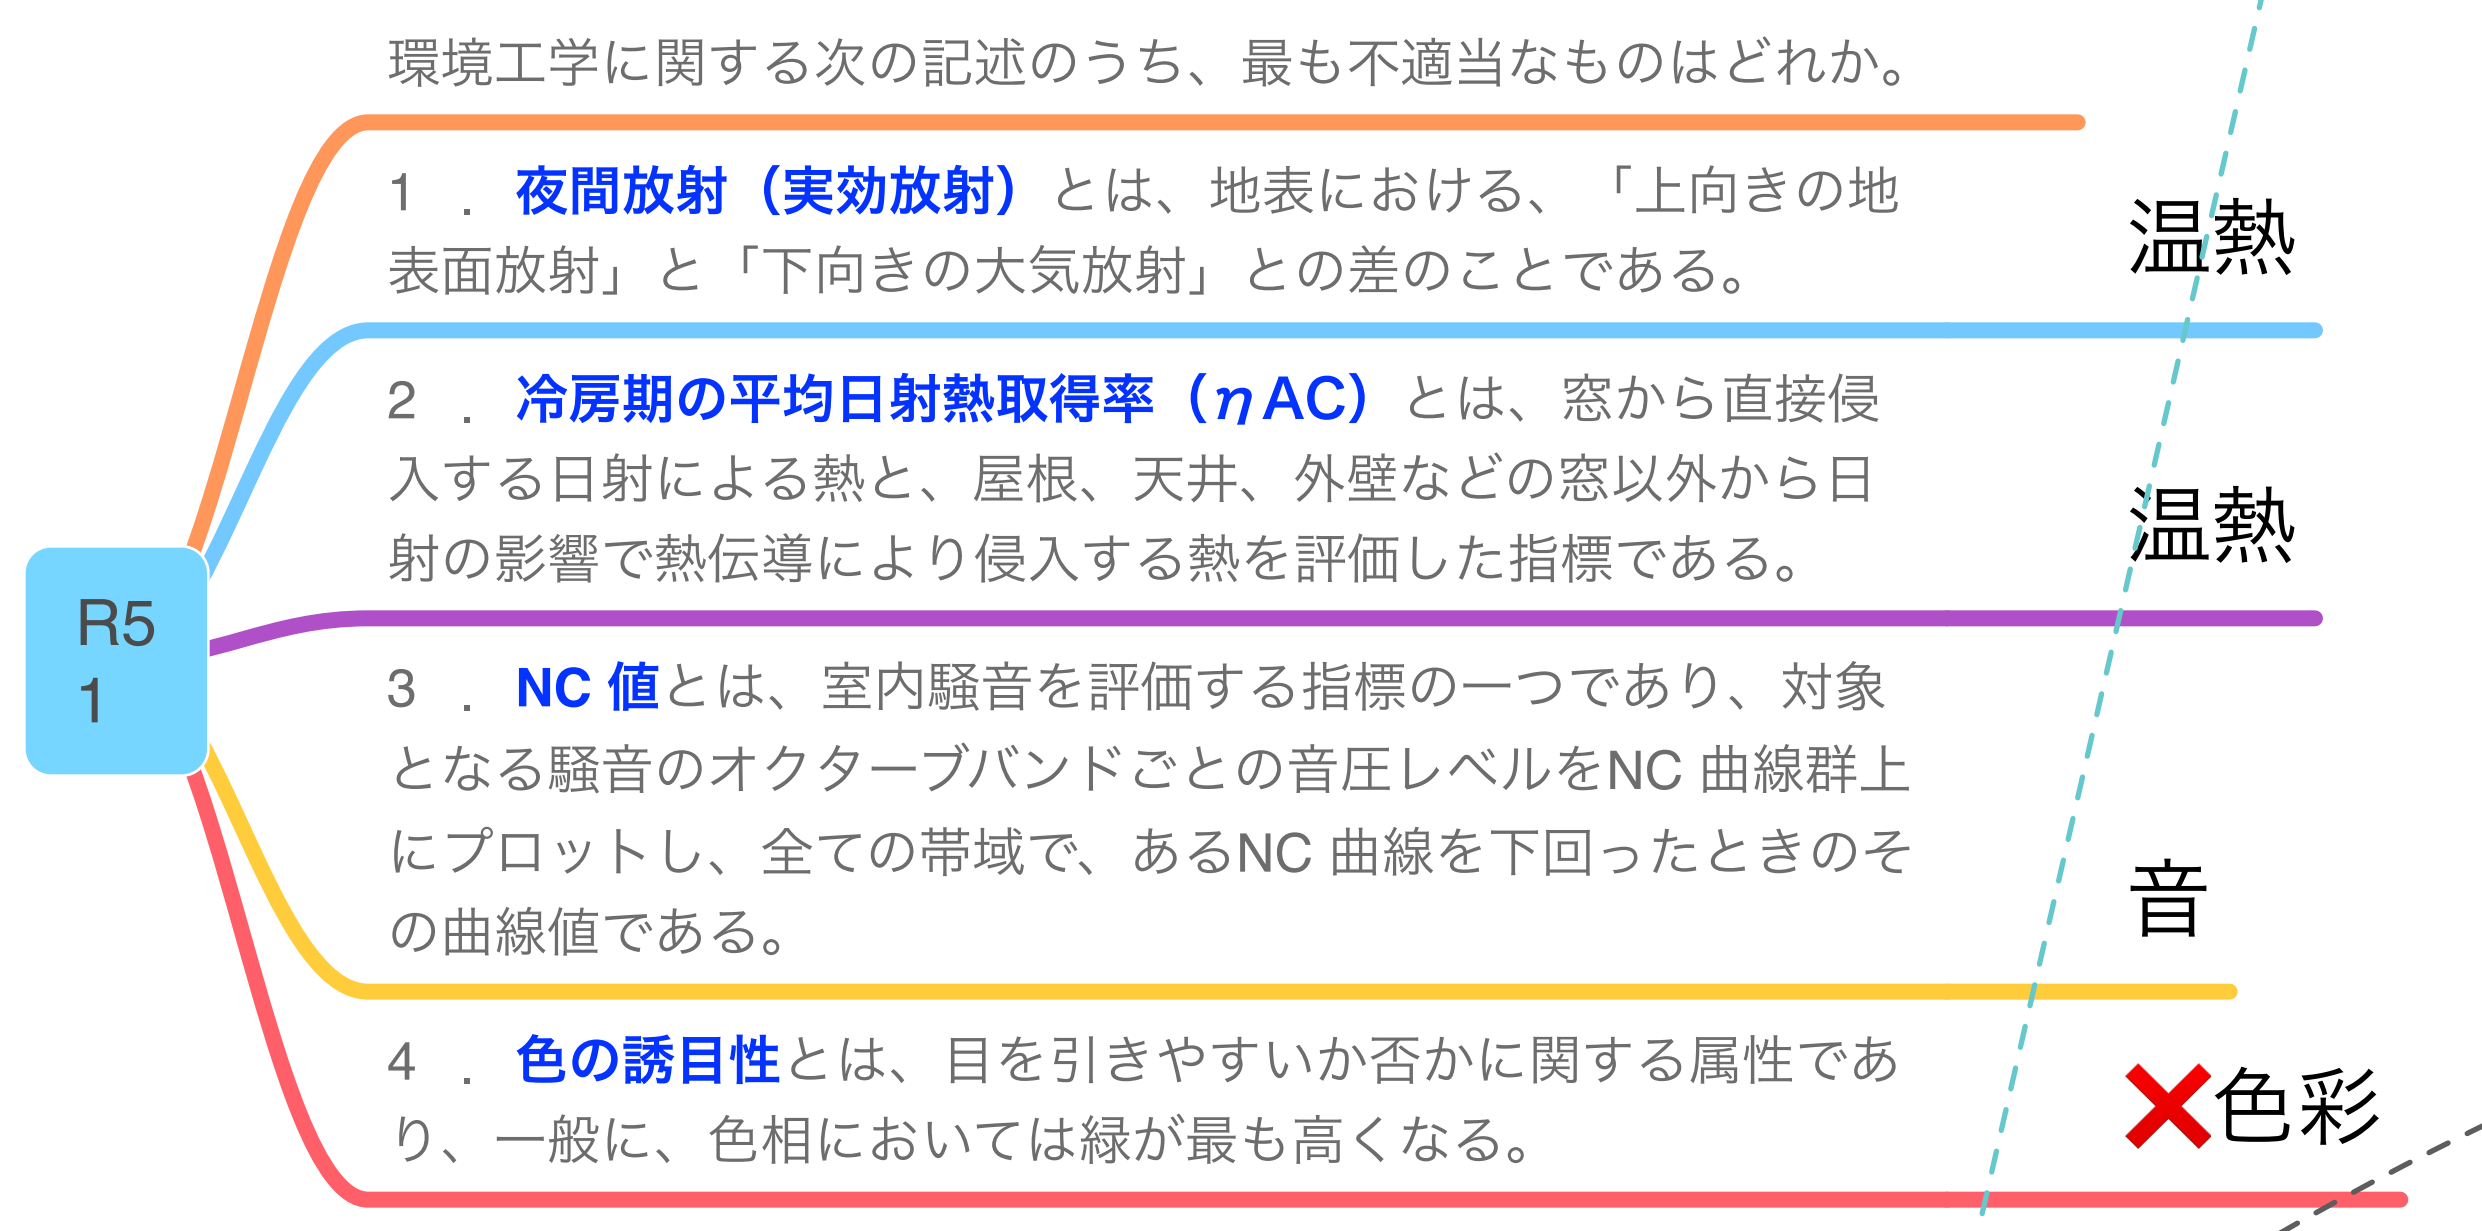 環境工学に関する次の記述のうち、最も不適当なものはどれか。
1 . 夜間放射（実効放射）とは、地表における、「上向きの地
表面放射」と「下向きの大気放射」との差のことである。
温熱
2 . 冷房期の平均日射熱取得率（ηAC）とは、窓から直接侵
入する日射による熱と、屋根、天井、外壁などの窓以外から日
射の影響で熱伝導により侵入する熱を評価した指標である。
温熱
R5
1
3 . NC 値とは、室内騒音を評価する指標の一つであり、対象
となる騒音のオクターブバンドごとの音圧レベルをNC 曲線群上
にプロットし、全ての帯域で、あるNC 曲線を下回ったときのそ
の曲線値である。
音
4 . 色の誘目性とは、目を引きやすいか否かに関する属性であ
り、一般に、色相においては緑が最も高くなる。
❌色彩